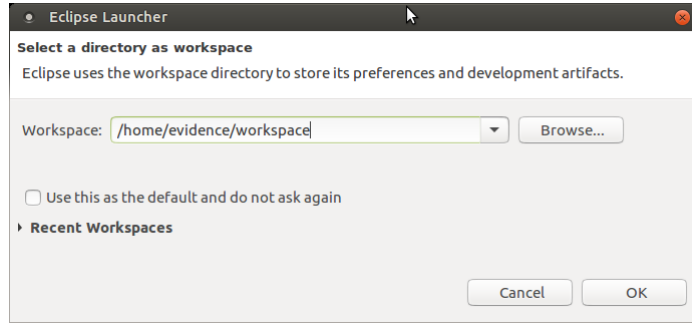 Eclipse Launcher
Select a directory as workspace
Eclipse uses the workspace directory to store its preferences and development artifacts.
Workspace: /home/evidence/workspace Browse...
Use this as the default and do not ask again
Recent Workspaces
Cancel OK